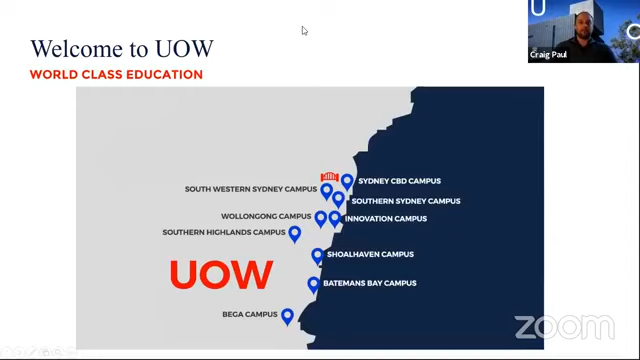 Welcome to UOW
WORLD CLASS EDUCATION
U
Craig Paul
SYDNEY CBD CAMPUS
SOUTH WESTERN SYDNEY CAMPUS
SOUTHERN SYDNEY CAMPUS
WOLLONGONG CAMPUS
INNOVATION CAMPUS
SOUTHERN HIGHLANDS CAMPUS
SHOALHAVEN CAMPUS
UOW
BATEMANS BAY CAMPUS
BEGA CAMPUS
zoom